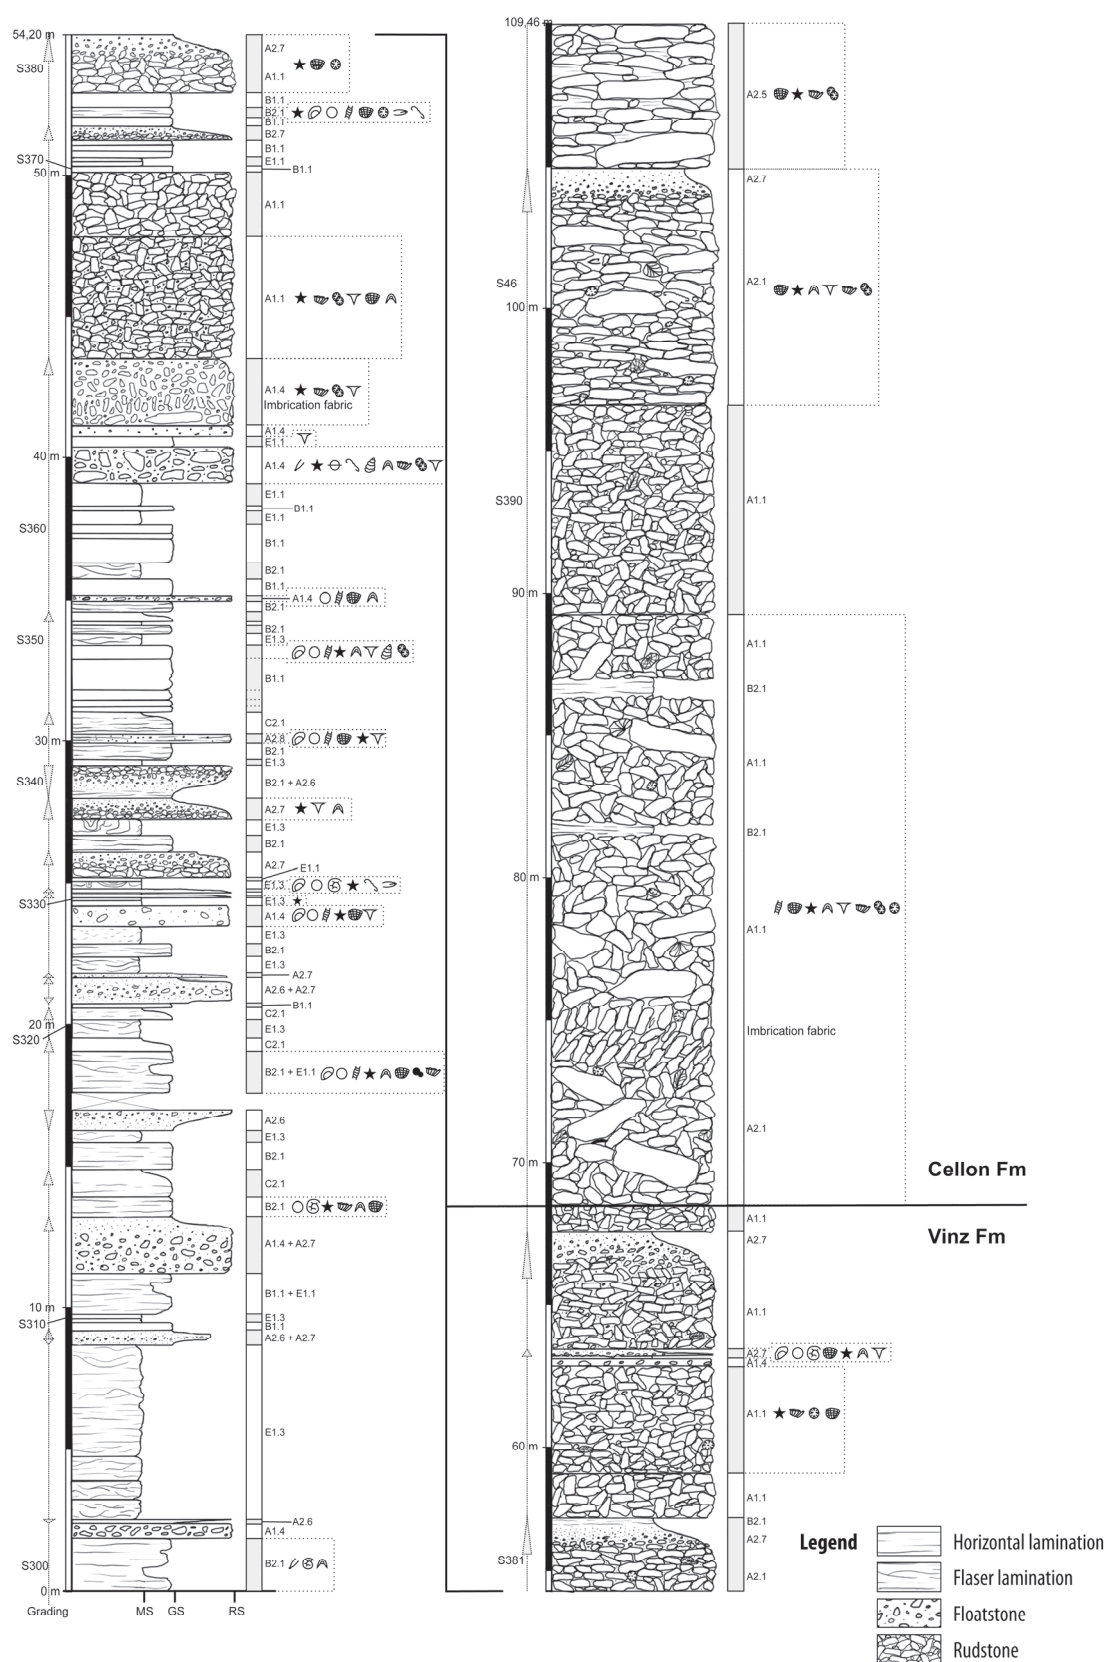 54,20 m
A2.7
S380
A1.1
B1.1
B2.1
B1.1
B2.7
B1.1
S370
E1.1
B1.1
50 m
A1.1
A1.1
A1.4
Imbrication fabric
A1.4
E1.1
40 m
A1.4
E1.1
B1.1
E1.1
S360
B1.1
B2.1
B1.1
A1.4
B2.1
B2.1
S350
E1.3
B1.1
C2.1
30 m
A2.8
B2.1
E1.3
S340
B2.1 + A2.6
A2.7
E1.3
B2.1
A2.7
E1.1
E1.3
S330
E1.3
A1.4
E1.3
B2.1
E1.3
A2.7
A2.6 + A2.7
B1.1
C2.1
20 m
E1.3
S320
C2.1
B2.1 + E1.1
A2.6
E1.3
B2.1
C2.1
B2.1
A1.4 + A2.7
B1.1 + E1.1
10 m
E1.3
S310
B1.1
A2.6 + A2.7
E1.3
A2.6
A1.4
S300
B2.1
0 m
Grading
MS
GS
RS
109,46 m
A2.5
A2.7
S46
A2.1
100 m
S390
A1.1
90 m
A1.1
B2.1
A1.1
B2.1
80 m
A1.1
Imbrication fabric
A2.1
70 m
Cellon Fm
A1.1
Vinz Fm
A2.7
A1.1
A2.7
A1.4
A1.1
60 m
A1.1
B2.1
A2.7
S381
A2.1
Legend
Horizontal lamination
Flaser lamination
Floatstone
Rudstone